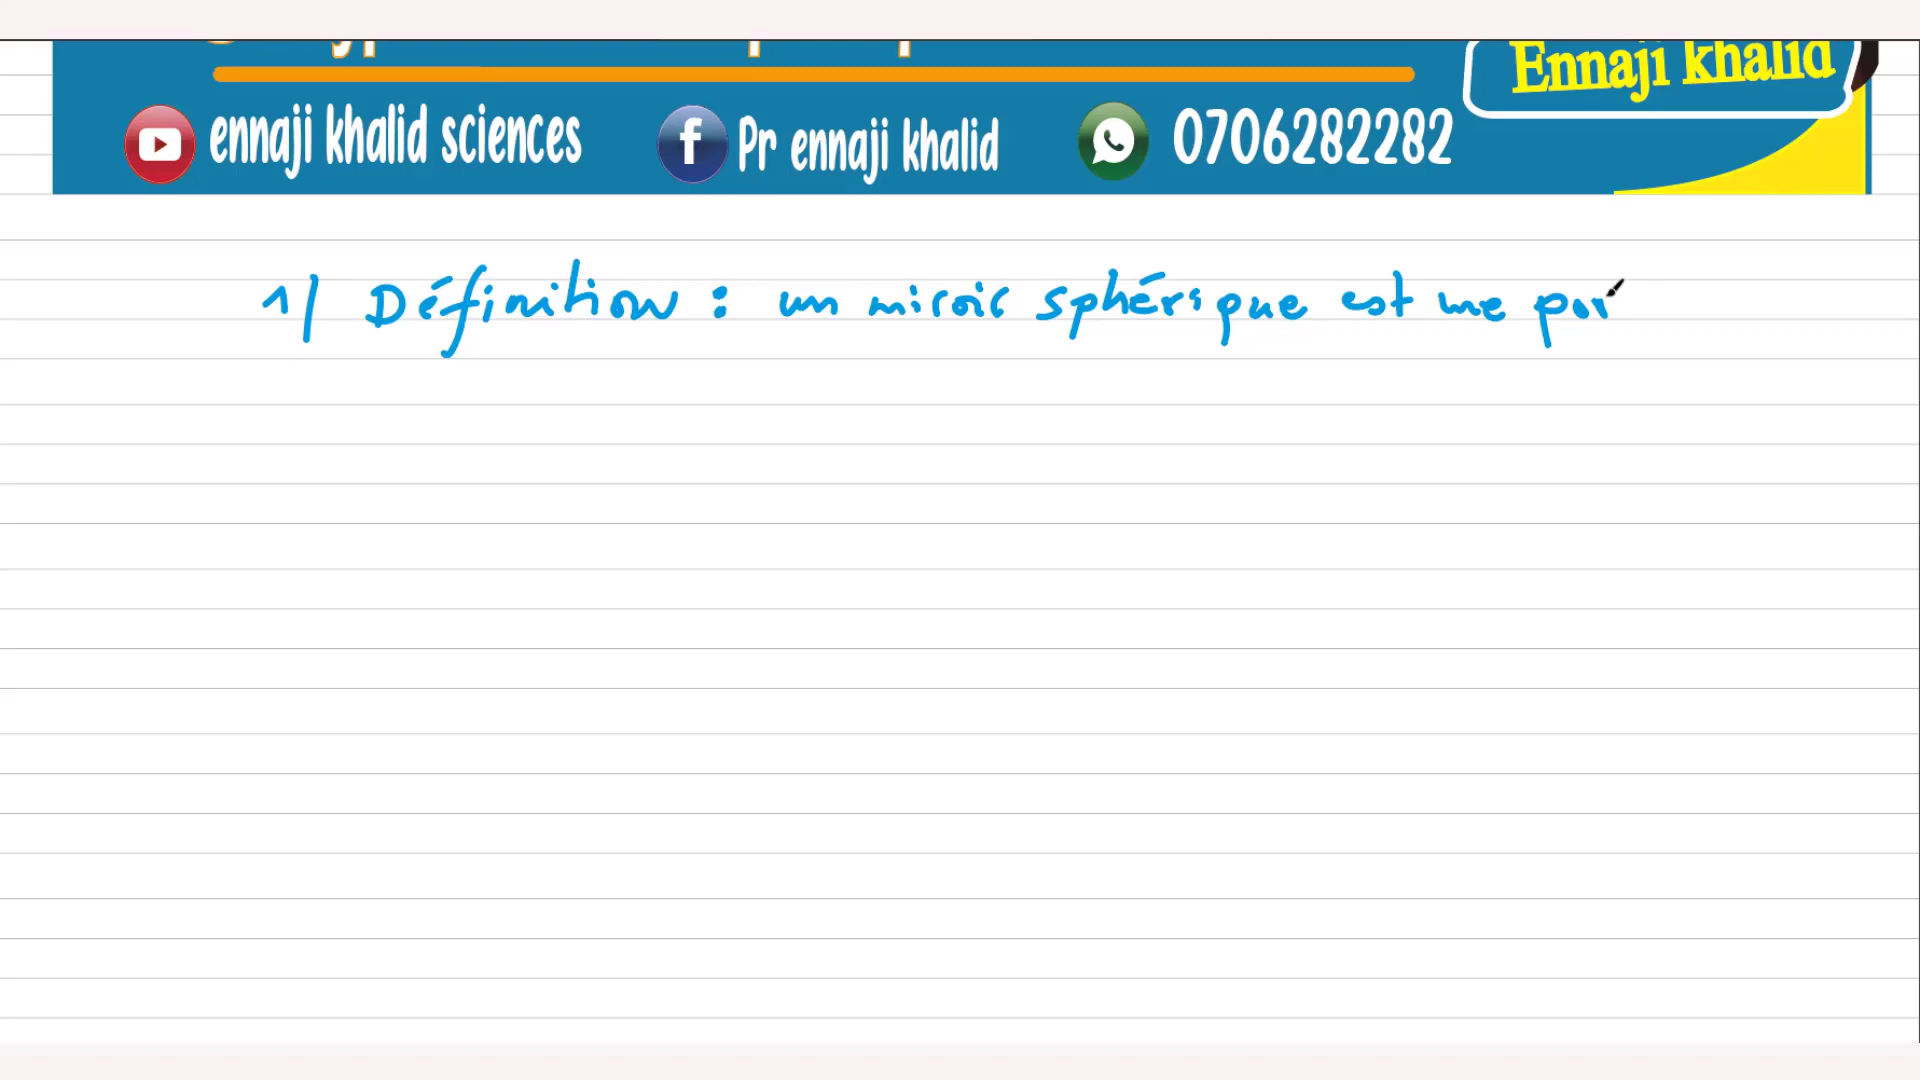 Ennaji khalid
ennaji khalid sciences Pr ennaji khalid 0706282282
1) Définition : un miroir sphérique est une por